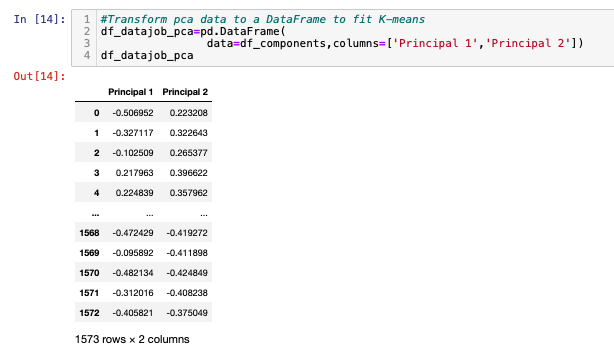 In [14]:
1 #Transform pca data to a DataFrame to fit K-means
2 df_datajob_pca=pd.DataFrame(
3 data=df_components,columns=['Principal 1','Principal 2'])
4 df_datajob_pca
Out[14]:
Principal 1 Principal 2
0 -0.506952 0.223208
1 -0.327117 0.322643
2 -0.102509 0.265377
3 0.217963 0.396622
4 0.224839 0.357962
... ... ...
1568 -0.472429 -0.419272
1569 -0.095892 -0.411898
1570 -0.482134 -0.424849
1571 -0.312016 -0.408238
1572 -0.405821 -0.375049
1573 rows × 2 columns